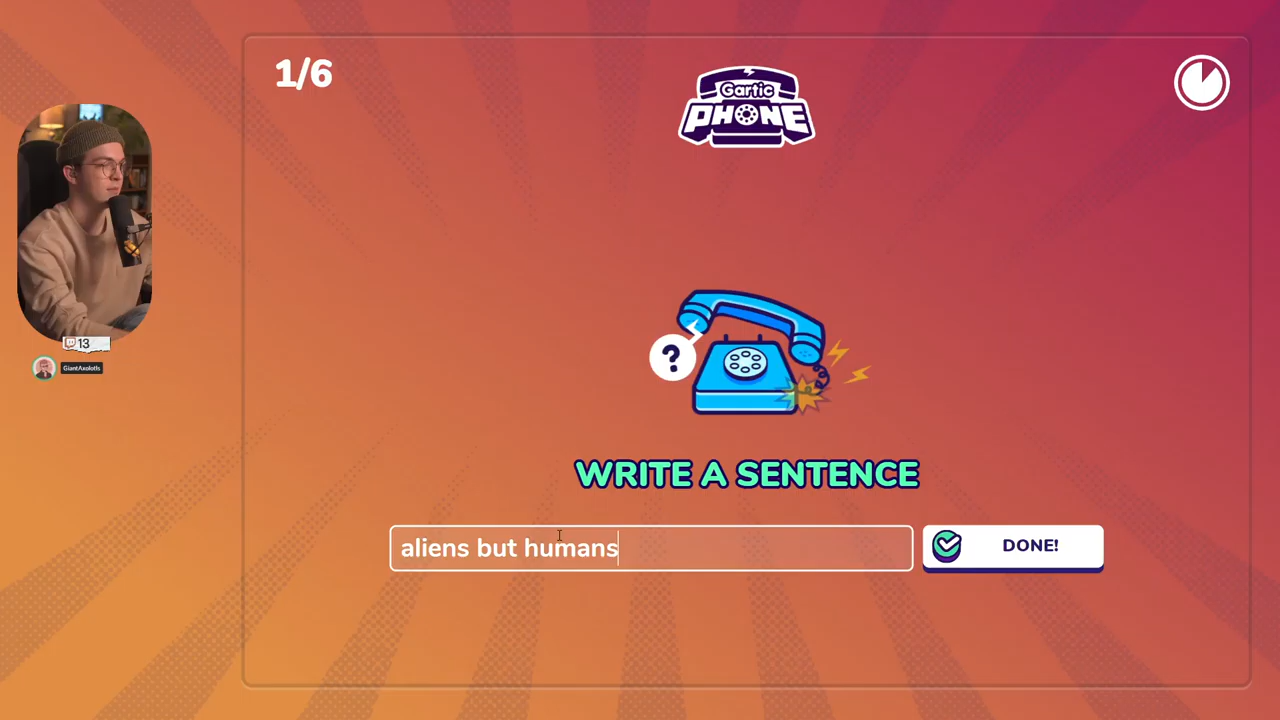 1/6
Gartic
PHONE
?
13
GiantAxolotls
WRITE A SENTENCE
aliens but humans
DONE!